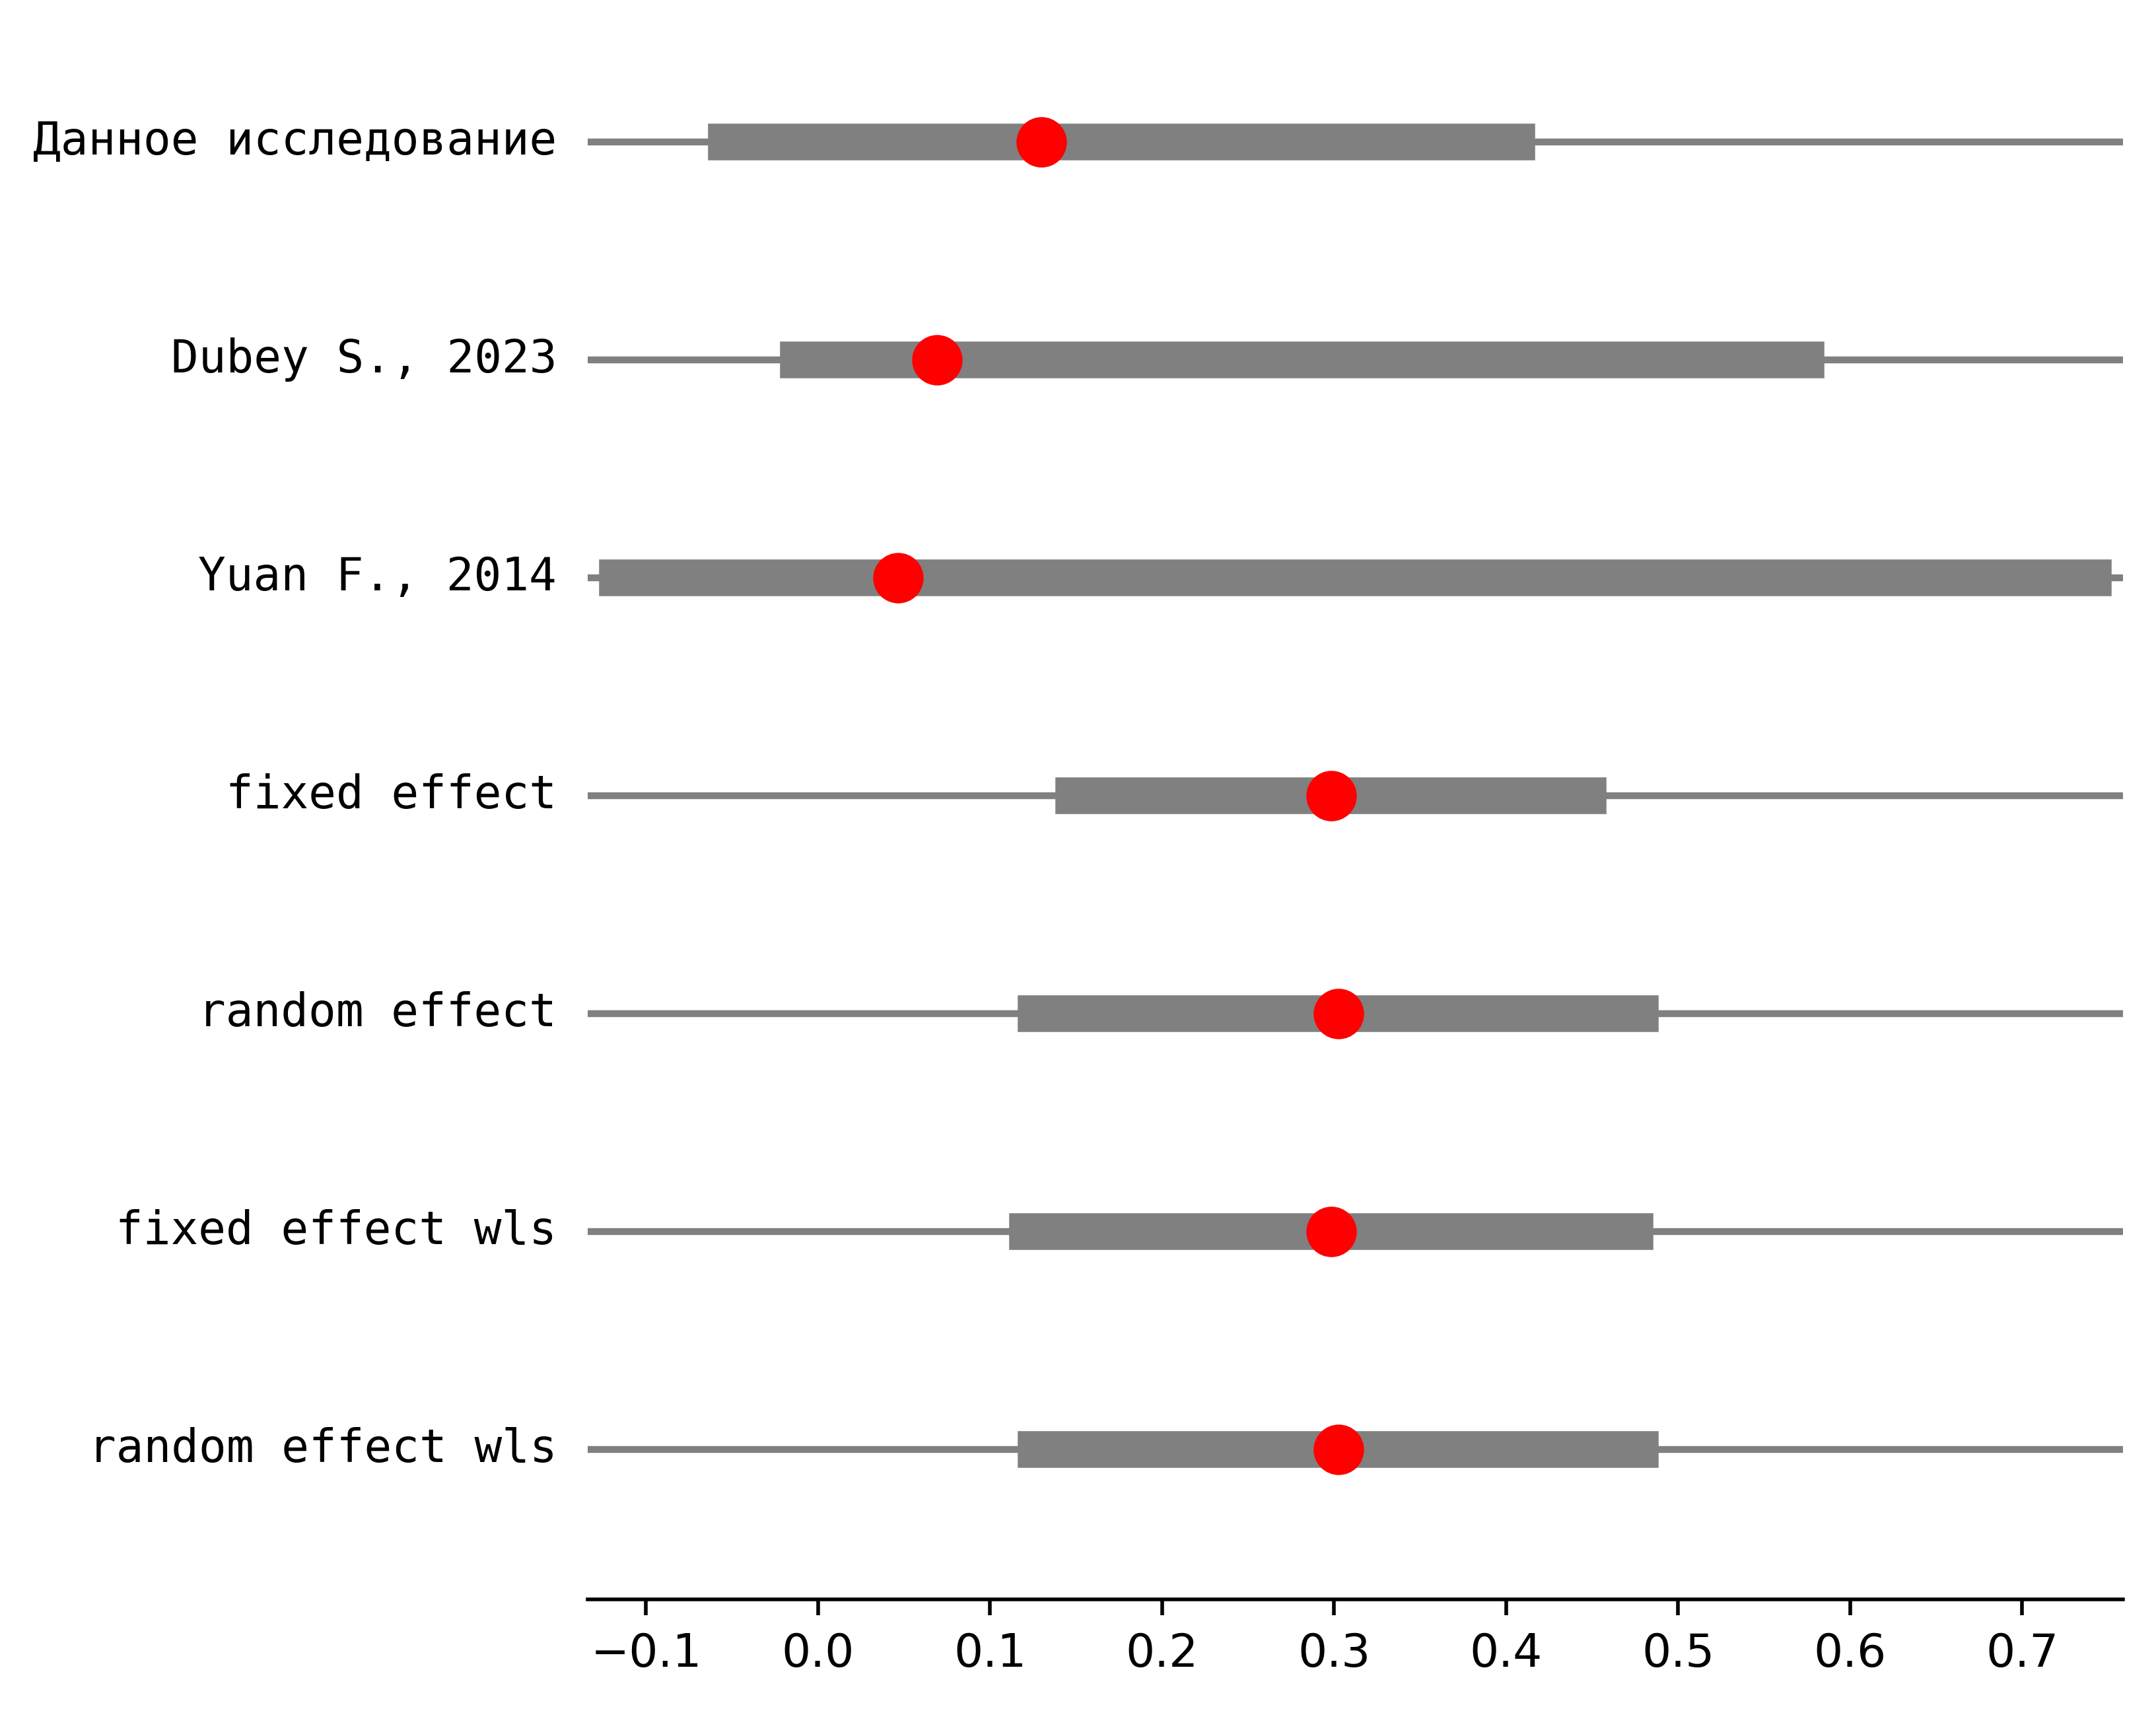 Данное исследование
Dubey S., 2023
Yuan F., 2014
fixed effect
random effect
fixed effect wls
random effect wls
−0.1 0.0 0.1 0.2 0.3 0.4 0.5 0.6 0.7